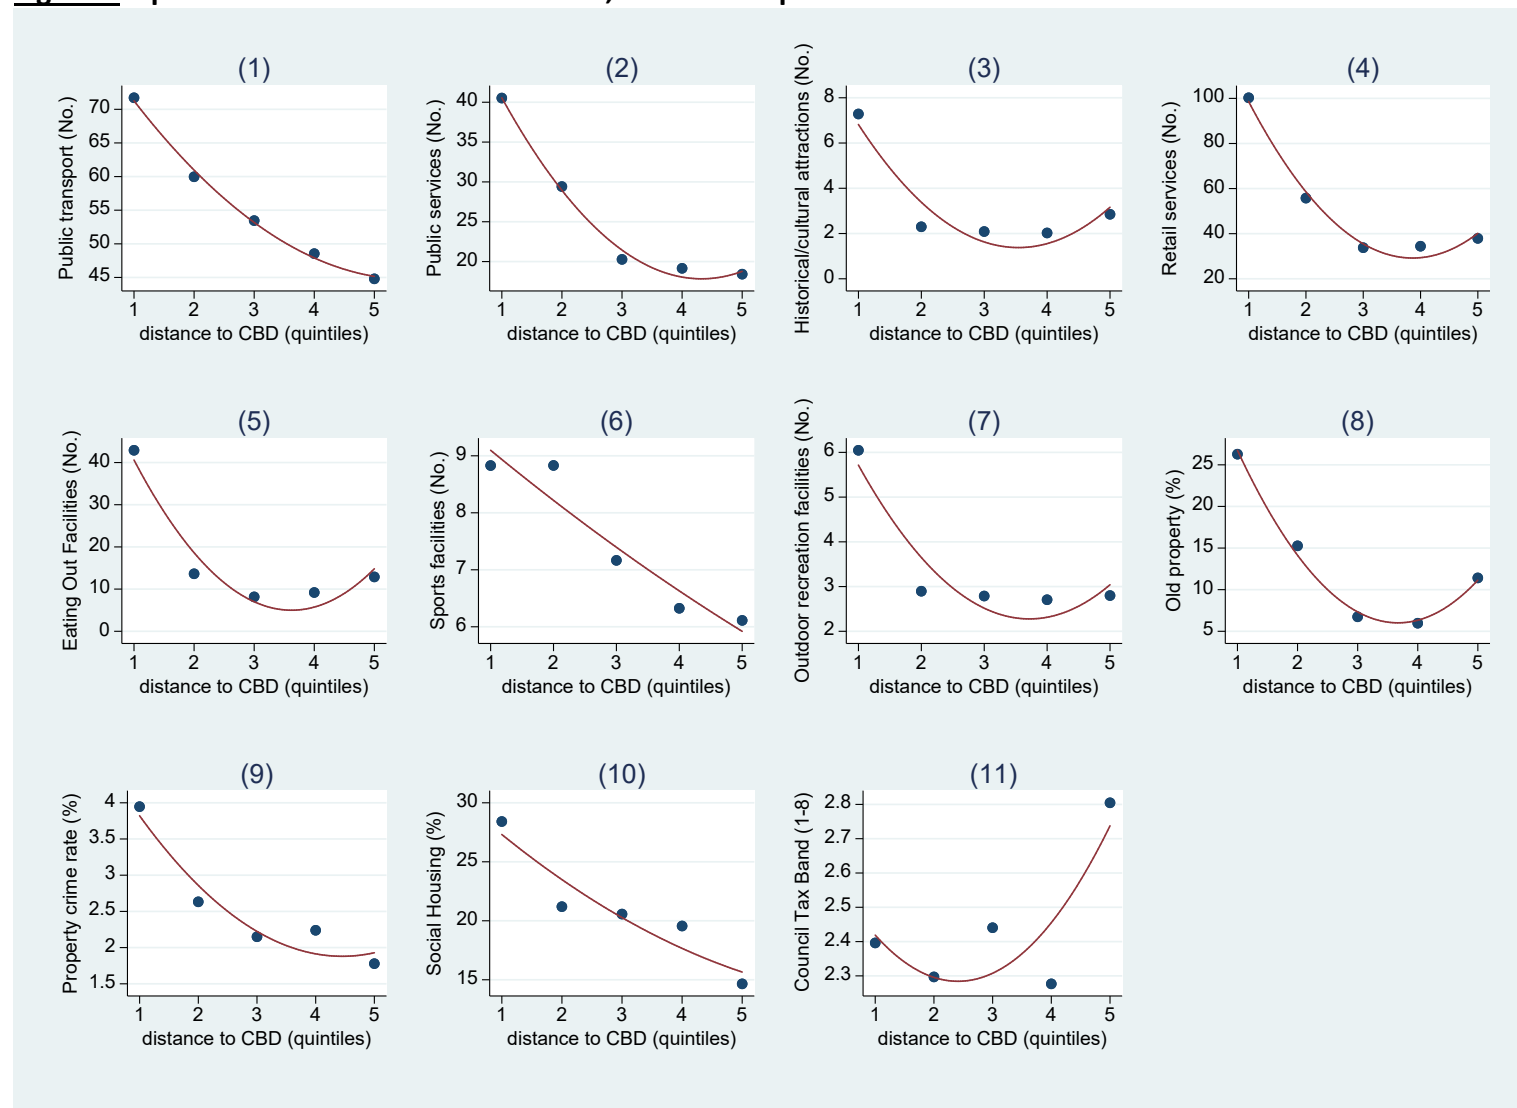 (1)
Public transport (No.)
70
65
60
55
50
45
1 2 3 4 5
distance to CBD (quintiles)
(2)
Public services (No.)
40
35
30
25
20
1 2 3 4 5
distance to CBD (quintiles)
(3)
Historical/cultural attractions (No.)
8
6
4
2
0
1 2 3 4 5
distance to CBD (quintiles)
(4)
Retail services (No.)
100
80
60
40
20
1 2 3 4 5
distance to CBD (quintiles)
(5)
Eating Out Facilities (No.)
40
30
20
10
0
1 2 3 4 5
distance to CBD (quintiles)
(6)
Sports facilities (No.)
9
8
7
6
1 2 3 4 5
distance to CBD (quintiles)
(7)
Outdoor recreation facilities (No.)
6
5
4
3
2
1 2 3 4 5
distance to CBD (quintiles)
(8)
Old property (%)
25
20
15
10
5
1 2 3 4 5
distance to CBD (quintiles)
(9)
Property crime rate (%)
4
3.5
3
2.5
2
1.5
1 2 3 4 5
distance to CBD (quintiles)
(10)
Social Housing (%)
30
25
20
15
1 2 3 4 5
distance to CBD (quintiles)
(11)
Council Tax Band (1-8)
2.8
2.7
2.6
2.5
2.4
2.3
1 2 3 4 5
distance to CBD (quintiles)